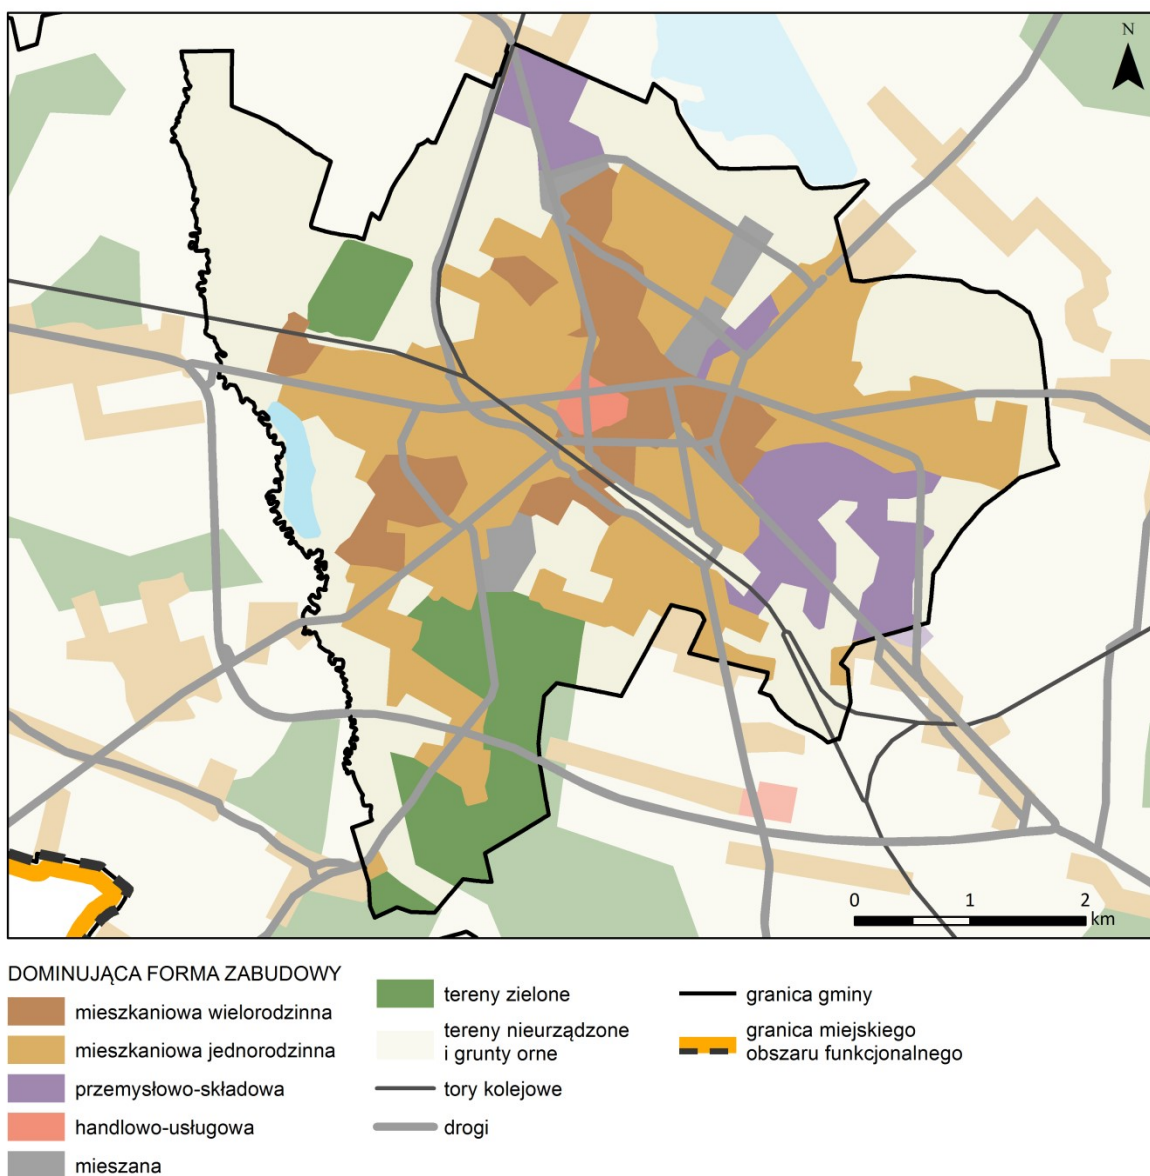 N
0 1 2
km
DOMINUJĄCA FORMA ZABUDOWY
mieszkaniowa wielorodzinna
mieszkaniowa jednorodzinna
przemysłowo-składowa
handlowo-usługowa
mieszana
tereny zielone
tereny nieurządzone
i grunty orne
tory kolejowe
drogi
granica gminy
granica miejskiego
obszaru funkcjonalnego